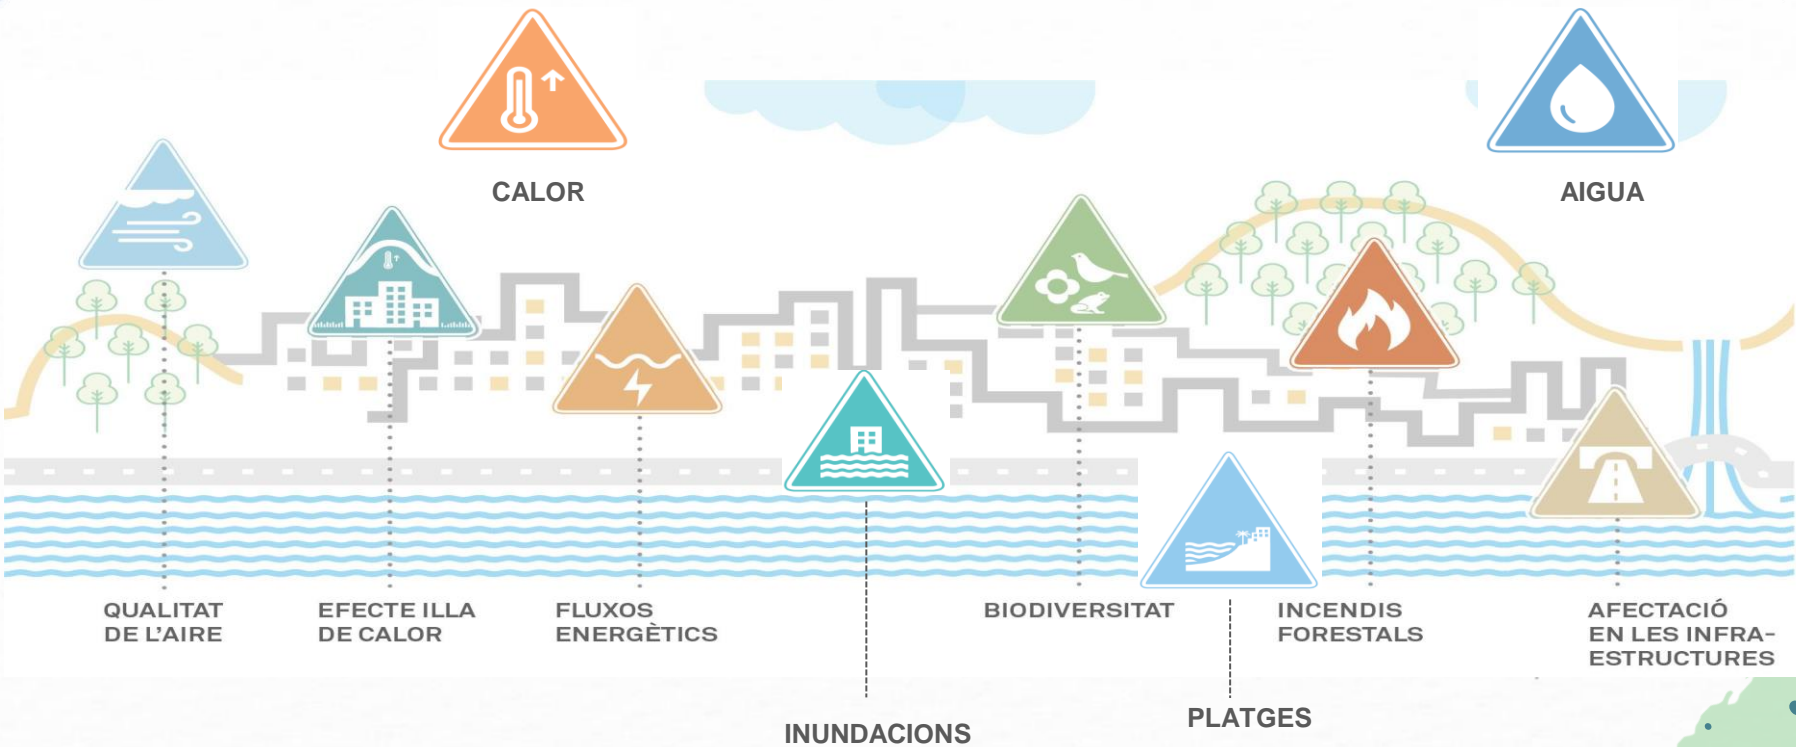 CALOR
AIGUA
QUALITAT
DE L'AIRE
EFECTE ILLA
DE CALOR
FLUXOS
ENERGÈTICS
INUNDACIONS
BIODIVERSITAT
PLATGES
INCENDIS
FORESTALS
AFECTACIÓ
EN LES INFRA-
ESTRUCTURES